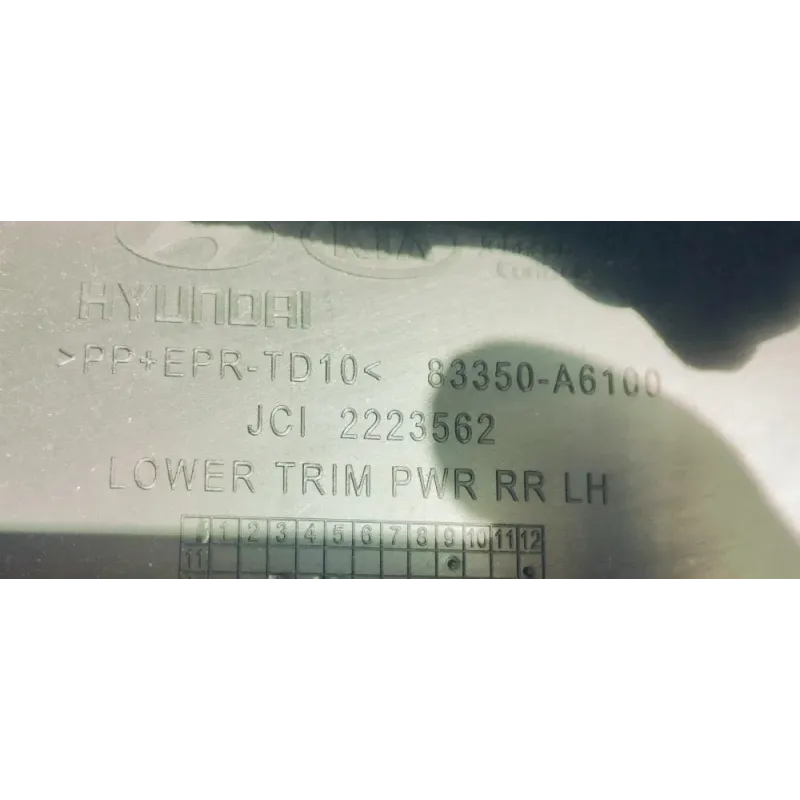 KIA
HYUNDAI
>PP+EPR-TD10< 83350-A6100
JCI 2223562
LOWER TRIM PWR RR LH
1 2 3 4 5 6 7 8 9 10 11 12
11